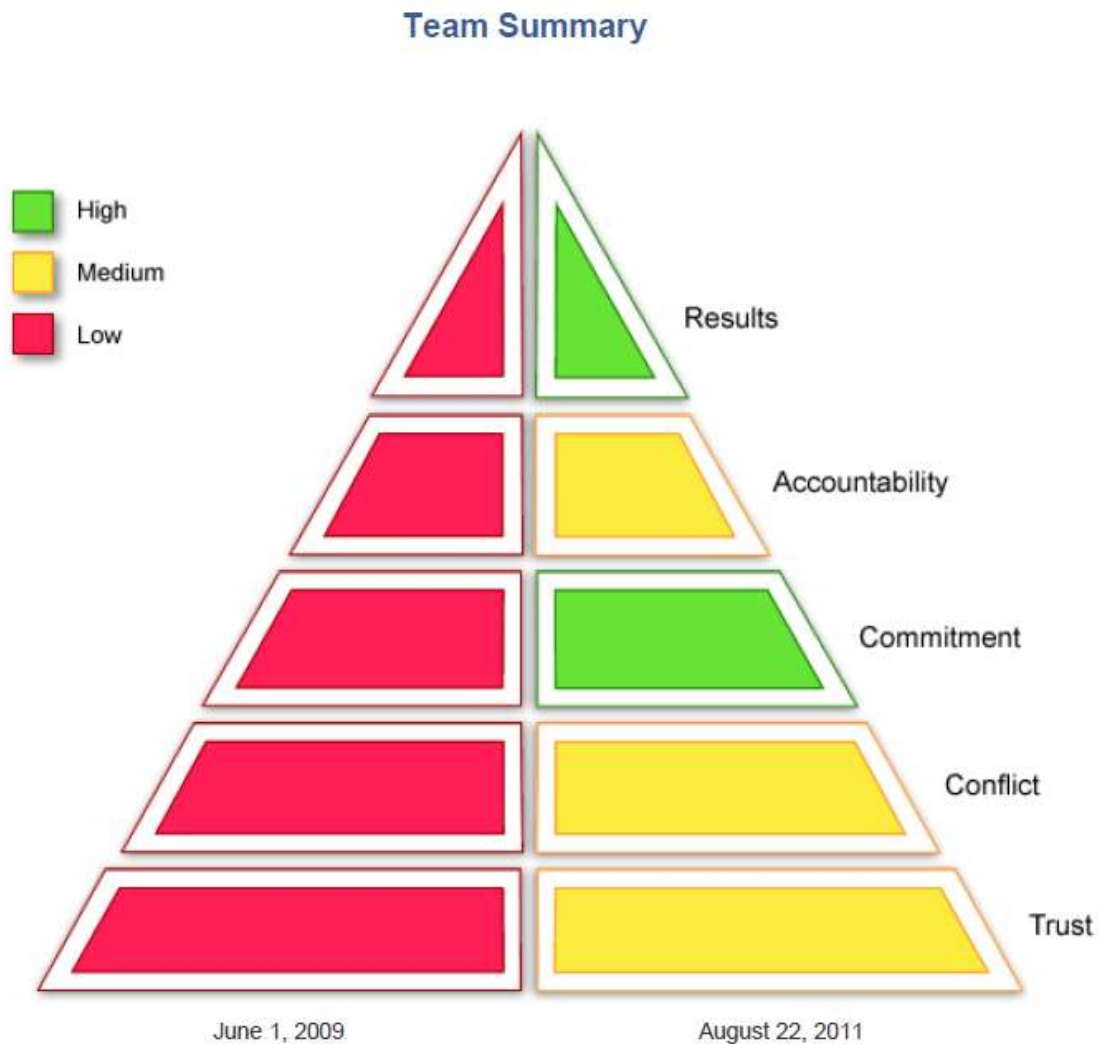 Team Summary
High
Medium
Low
Results
Accountability
Commitment
Conflict
Trust
June 1, 2009
August 22, 2011